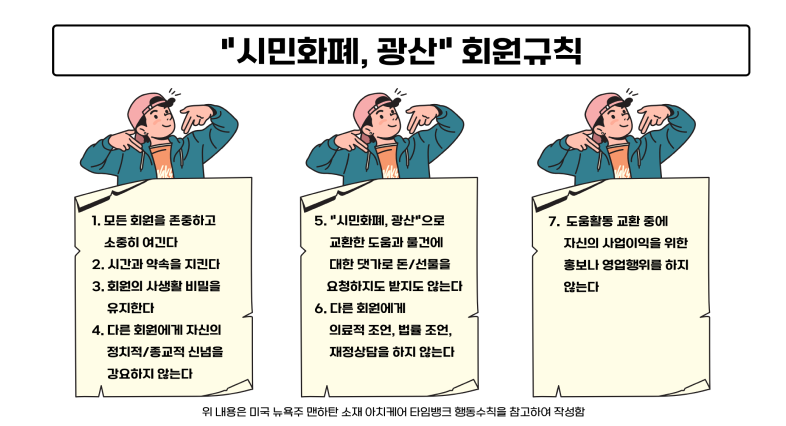 "시민화폐, 광산" 회원규칙
1. 모든 회원을 존중하고
소중히 여긴다
2. 시간과 약속을 지킨다
3. 회원의 사생활 비밀을
유지한다
4. 다른 회원에게 자신의
정치적/종교적 신념을
강요하지 않는다
5. "시민화폐, 광산"으로
교환한 도움과 물건에
대한 댓가로 돈/선물을
요청하지도 받지도 않는다
6. 다른 회원에게
의료적 조언, 법률 조언,
재정상담을 하지 않는다
7. 도움활동 교환 중에
자신의 사업이익을 위한
홍보나 영업행위를 하지
않는다
위 내용은 미국 뉴욕주 맨하탄 소재 아치케어 타임뱅크 행동수칙을 참고하여 작성함